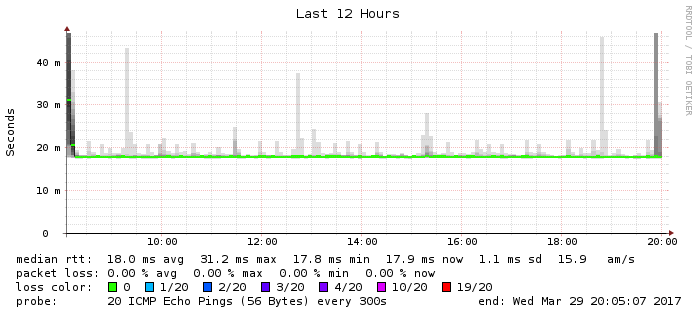 Last 12 Hours
RRDTOOL / TOBI OETIKER
Seconds
40 m
30 m
20 m
10 m
0
10:00 12:00 14:00 16:00 18:00 20:00
median rtt: 18.0 ms avg 31.2 ms max 17.8 ms min 17.9 ms now 1.1 ms sd 15.9 am/s
packet loss: 0.00 % avg 0.00 % max 0.00 % min 0.00 % now
loss color: 0 1/20 2/20 3/20 4/20 10/20 19/20
probe: 20 ICMP Echo Pings (56 Bytes) every 300s end: Wed Mar 29 20:05:07 2017